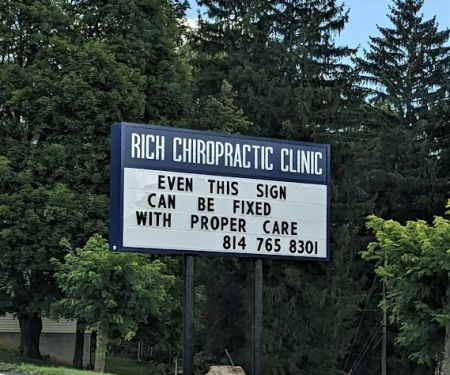 RICH CHIROPRACTIC CLINIC
EVEN THIS SIGN
CAN BE FIXED
WITH PROPER CARE
814 765 8301